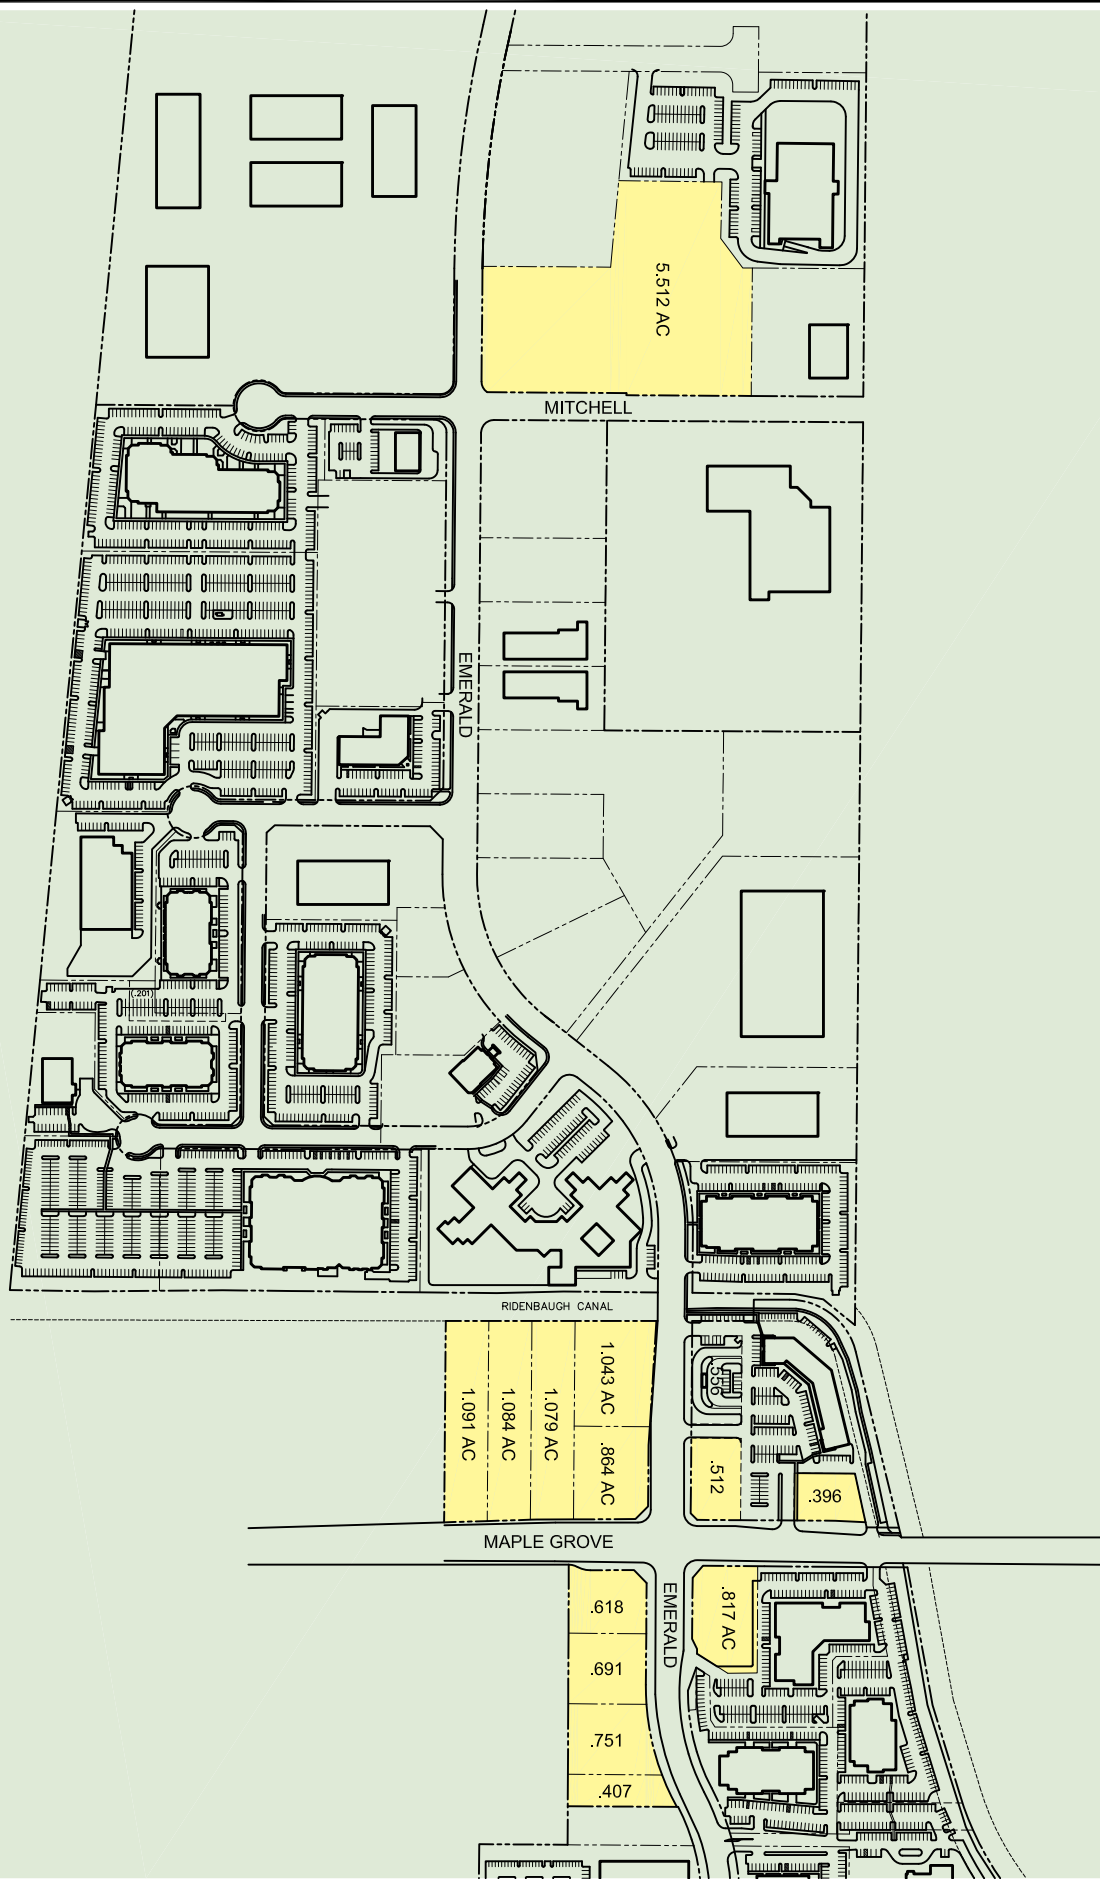 5.512 AC
MITCHELL
EMERALD
(.201)
RIDENBAUGH CANAL
1.043 AC
.864 AC
1.079 AC
1.084 AC
1.091 AC
.556
.512
.396
MAPLE GROVE
EMERALD
.817 AC
.618
.691
.751
.407